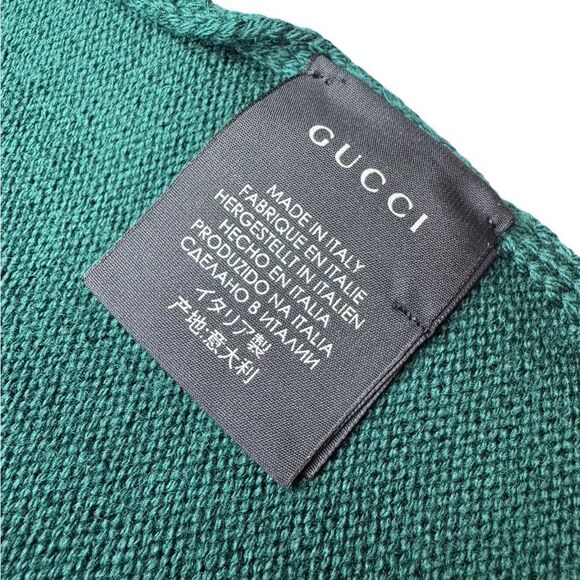 GUCCI
MADE IN ITALY
FABRIQUE EN ITALIE
HERGESTELLT IN ITALIEN
HECHO EN ITALIA
PRODUZIDO NA ITALIA
СДЕЛАНО В ИТАЛИИ
イタリア製
产地:意大利